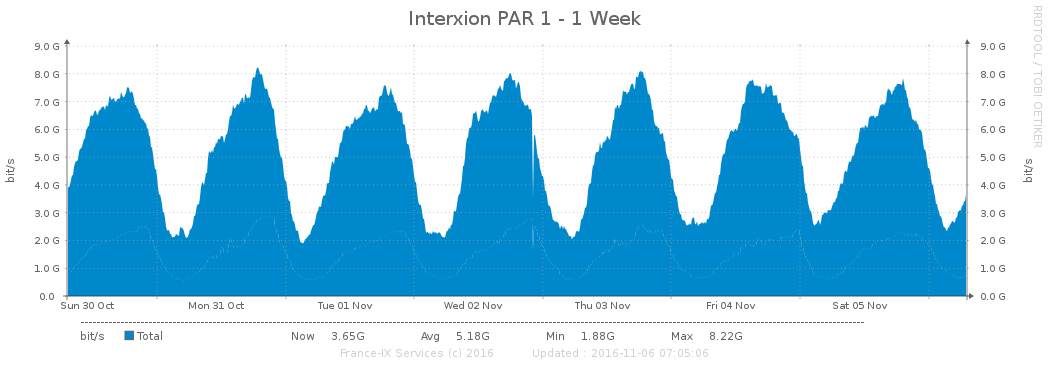 Interxion PAR 1 - 1 Week
RRDTOOL / TOBI OETIKER
9.0 G 9.0 G
8.0 G 8.0 G
7.0 G 7.0 G
6.0 G 6.0 G
5.0 G 5.0 G
4.0 G 4.0 G
3.0 G 3.0 G
2.0 G 2.0 G
1.0 G 1.0 G
0.0 0.0 G
bit/s bit/s
Sun 30 Oct Mon 31 Oct Tue 01 Nov Wed 02 Nov Thu 03 Nov Fri 04 Nov Sat 05 Nov
bit/s Total Now 3.65G Avg 5.18G Min 1.88G Max 8.22G
France-IX Services (c) 2016 Updated : 2016-11-06 07:05:06